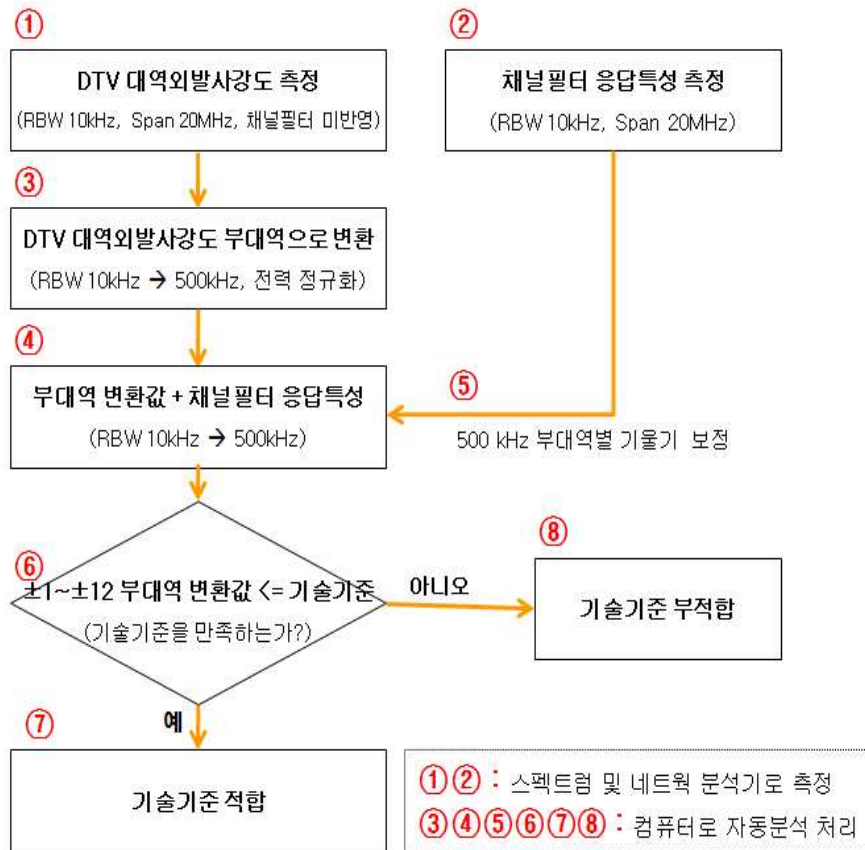 ①
DTV 대역외발사강도 측정
(RBW 10kHz, Span 20MHz, 채널필터 미반영)
②
채널필터 응답특성 측정
(RBW 10kHz, Span 20MHz)
③
DTV 대역외발사강도 부대역으로 변환
(RBW 10kHz → 500kHz, 전력 정규화)
④
부대역 변환값 + 채널필터 응답특성
(RBW 10kHz → 500kHz)
⑤
500 kHz 부대역별 기울기 보정
⑥
±1~±12 부대역 변환값 <= 기술기준
(기술기준을 만족하는가?)
아니오
⑧
기술기준 부적합
예
⑦
기술기준 적합
①② : 스펙트럼 및 네트웍 분석기로 측정
③④⑤⑥⑦⑧ : 컴퓨터로 자동분석 처리